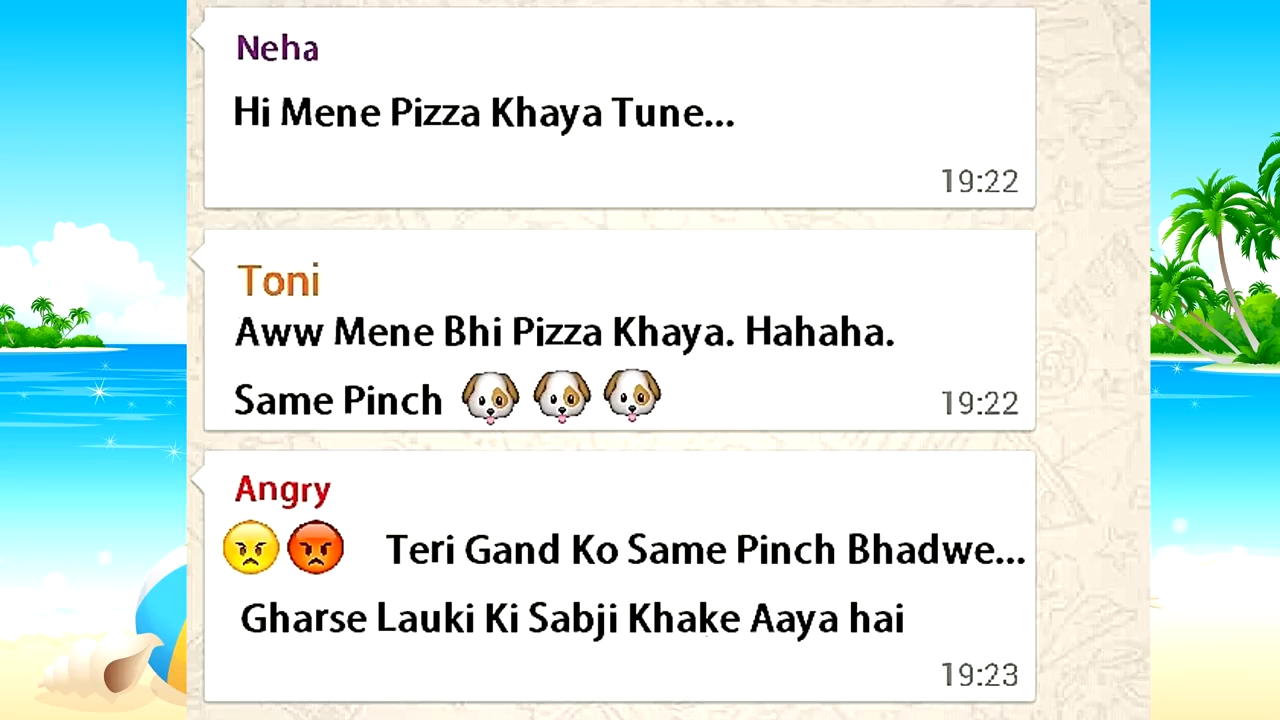 Neha
Hi Mene Pizza Khaya Tune...
19:22
Toni
Aww Mene Bhi Pizza Khaya. Hahaha.
Same Pinch 🐶 🐶 🐶
19:22
Angry
😠 😡 Teri Gand Ko Same Pinch Bhadwe...
Gharse Lauki Ki Sabji Khake Aaya hai
19:23